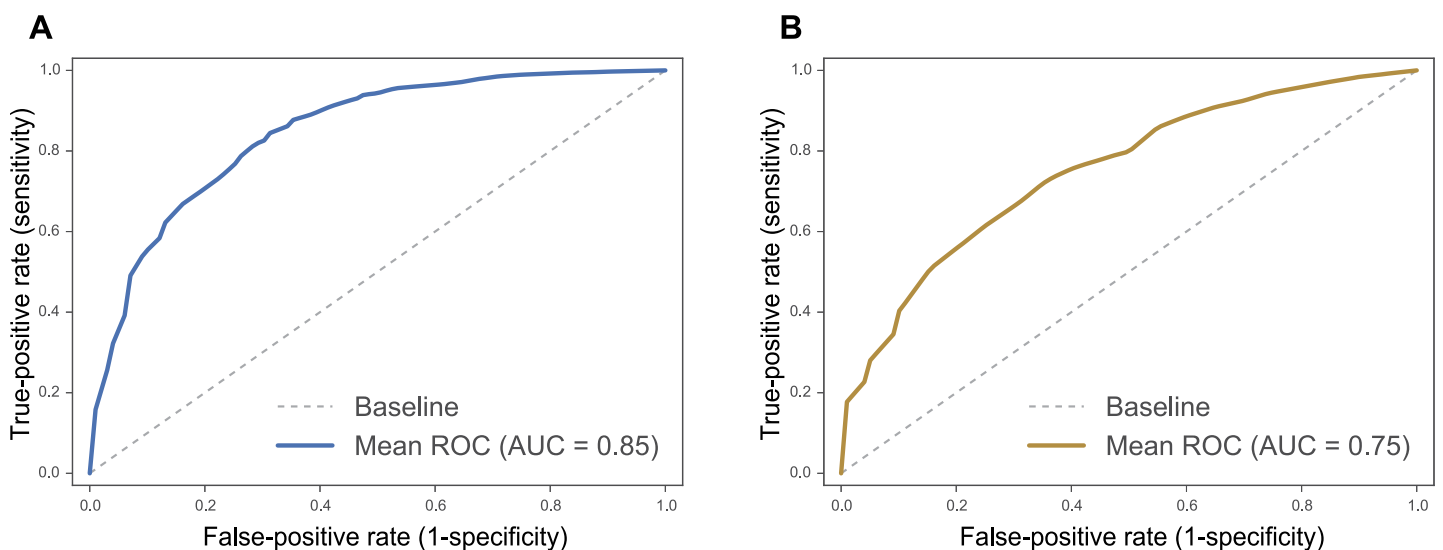 A
True-positive rate (sensitivity)
1.0
0.8
0.6
0.4
0.2
0.0
Baseline
Mean ROC (AUC = 0.85)
0.0 0.2 0.4 0.6 0.8 1.0
False-positive rate (1-specificity)
B
True-positive rate (sensitivity)
1.0
0.8
0.6
0.4
0.2
0.0
Baseline
Mean ROC (AUC = 0.75)
0.0 0.2 0.4 0.6 0.8 1.0
False-positive rate (1-specificity)